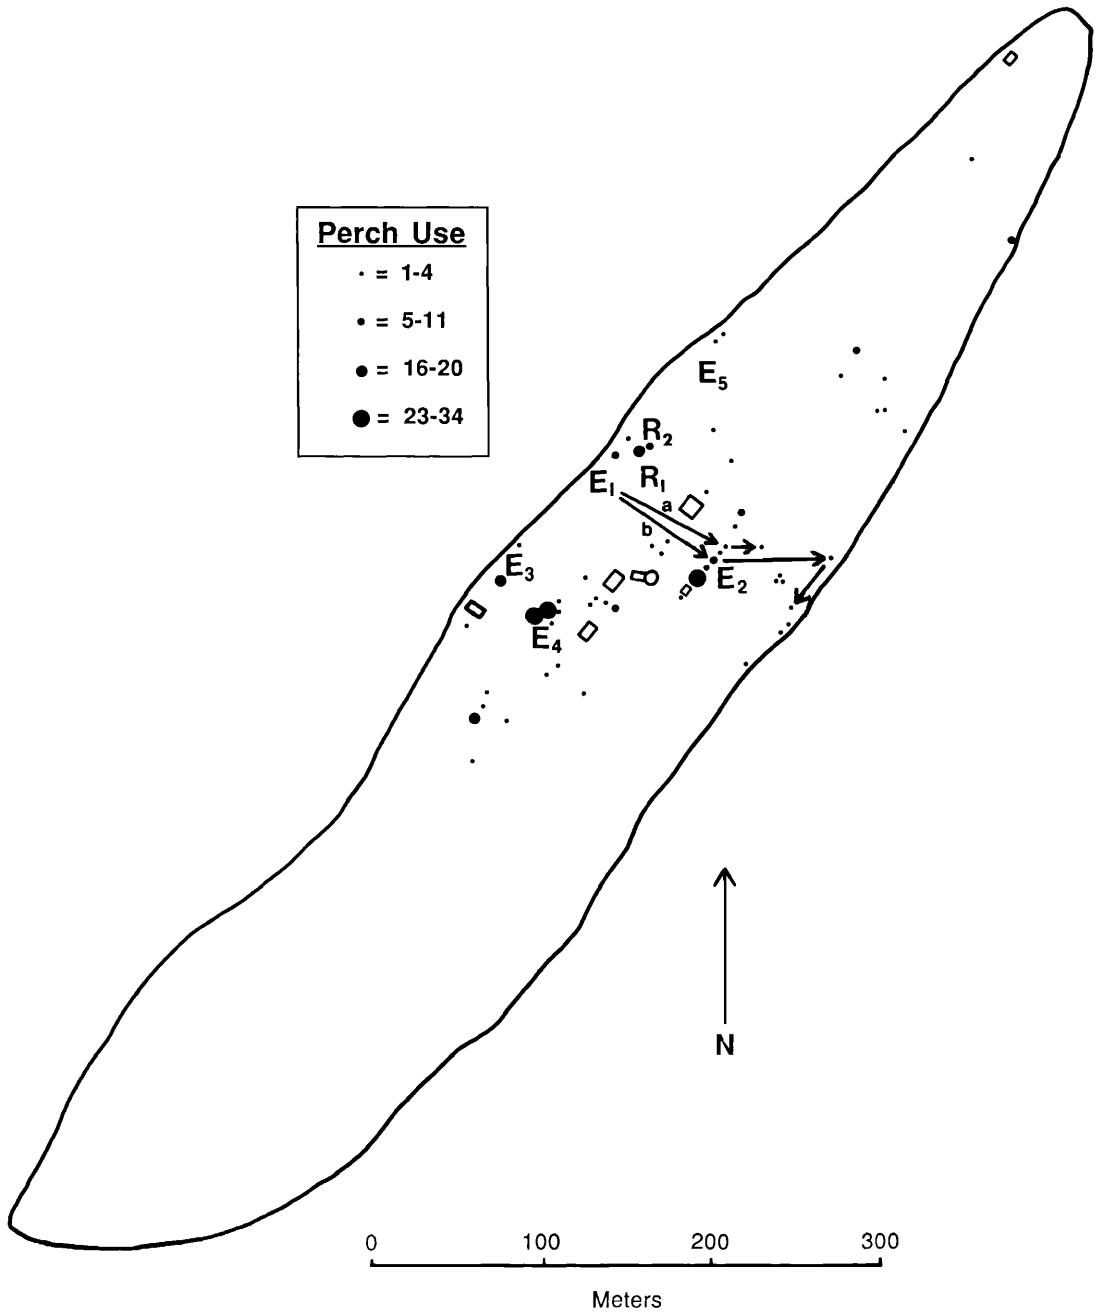 Perch Use
· = 1-4
• = 5-11
● = 16-20
● = 23-34
E5
R2
R1
E1
a
b
E3
E2
E4
N
0 100 200 300
Meters